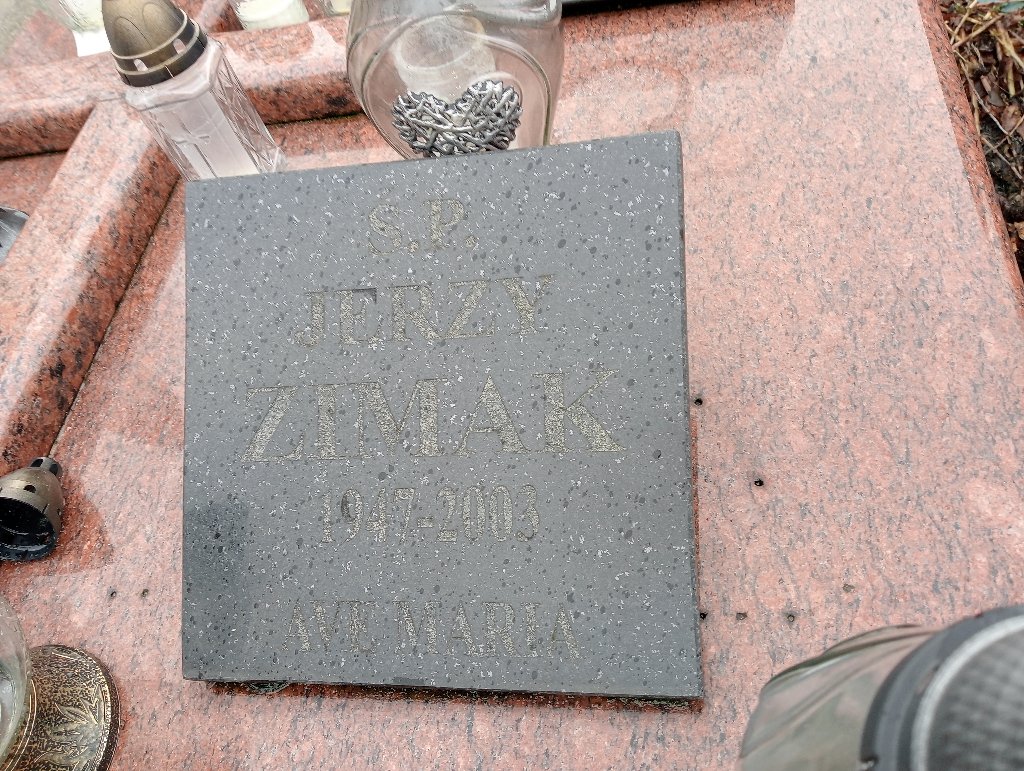 Ś.P.
JERZY
ZIMAK
1947-2003
AVE MARIA